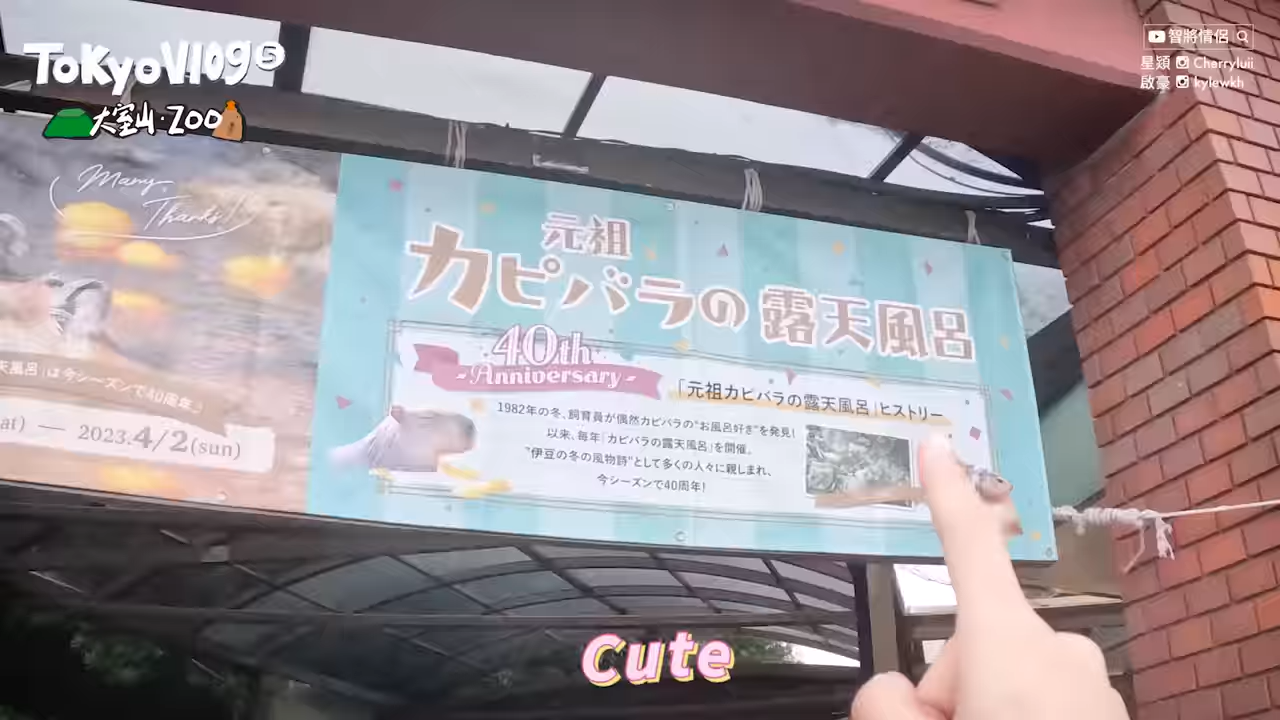 Tokyo Vlog⑤
大室山·ZOO
智將情侶
星穎 Cherryluii
啟豪 kylewkh
Many
Thanks!
天風呂」は今シーズンで40周年。」
at) — 2023.4/2(sun)
元祖
カピバラの露天風呂
40th
-Anniversary-
「元祖カピバラの露天風呂」ヒストリー
1982年の冬、飼育員が偶然カピバラの"お風呂好き"を発見!
以来、毎年「カピバラの露天風呂」を開催。
"伊豆の冬の風物詩"として多くの人々に親しまれ、
今シーズンで40周年!
Cute